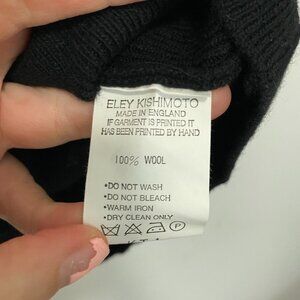 ELEY KISHIMOTO
MADE IN ENGLAND
IF GARMENT IS PRINTED IT
HAS BEEN PRINTED BY HAND
100% WOOL
•DO NOT WASH
•DO NOT BLEACH
•WARM IRON
•DRY CLEAN ONLY
P